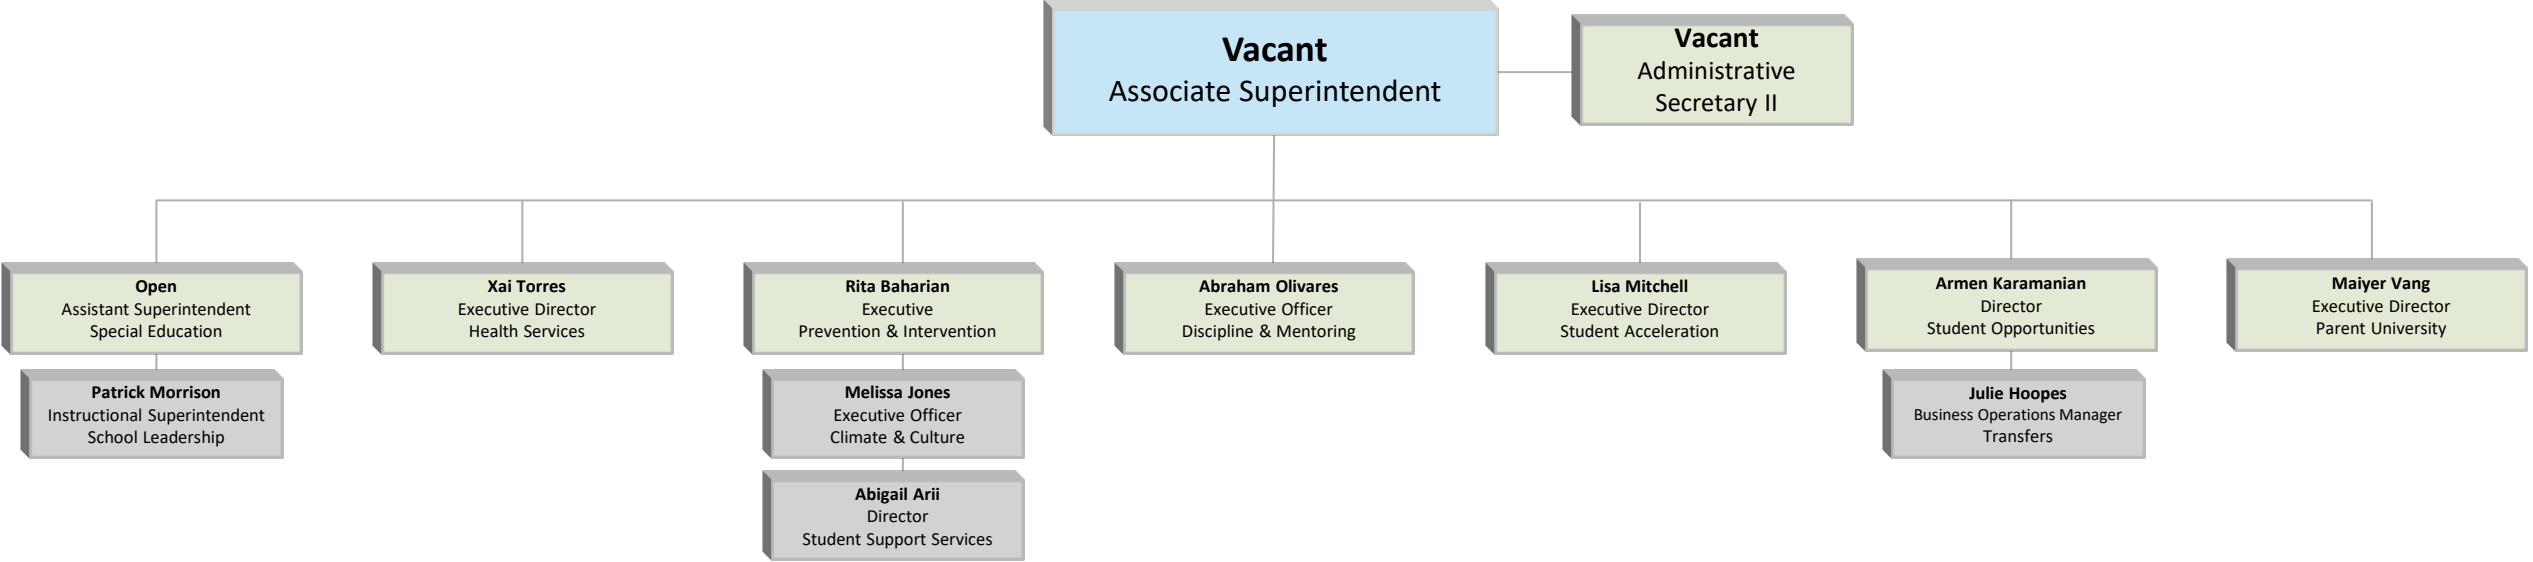 Vacant
Associate Superintendent
Vacant
Administrative
Secretary II
Open
Assistant Superintendent
Special Education
Xai Torres
Executive Director
Health Services
Rita Baharian
Executive
Prevention & Intervention
Abraham Olivares
Executive Officer
Discipline & Mentoring
Lisa Mitchell
Executive Director
Student Acceleration
Armen Karamanian
Director
Student Opportunities
Maiyer Vang
Executive Director
Parent University
Patrick Morrison
Instructional Superintendent
School Leadership
Melissa Jones
Executive Officer
Climate & Culture
Julie Hoopes
Business Operations Manager
Transfers
Abigail Arii
Director
Student Support Services